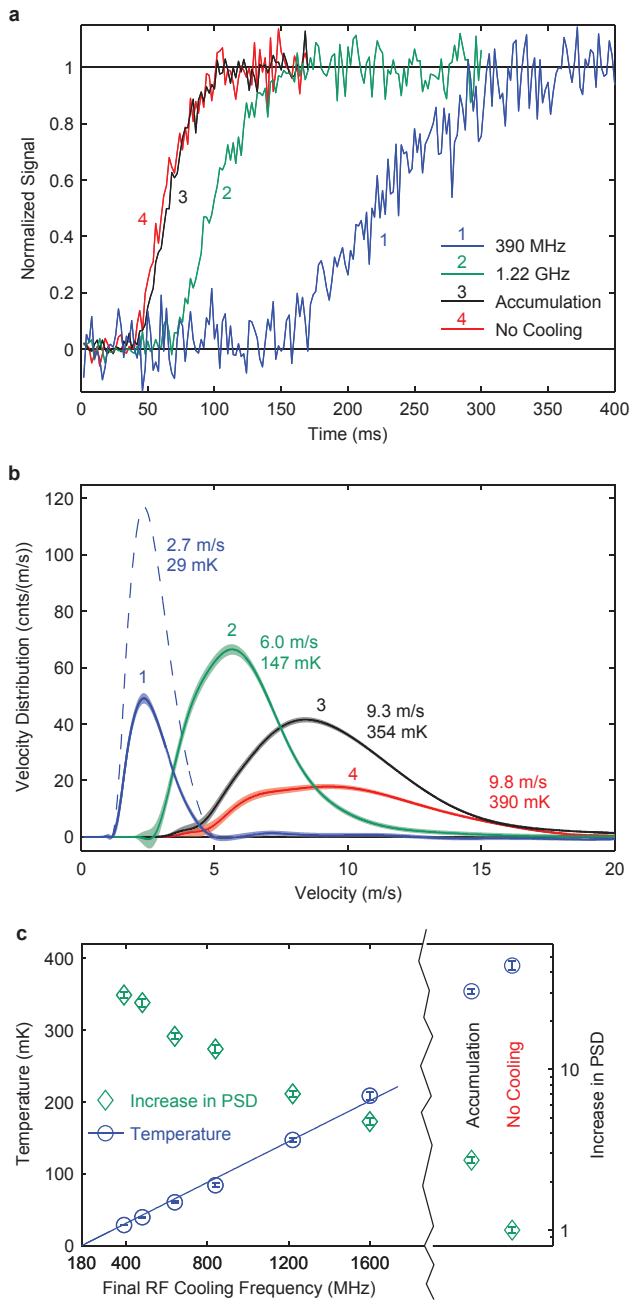 a
1
0.8
0.6
0.4
0.2
0
Normalized Signal
4
3
2
1
1 390 MHz
2 1.22 GHz
3 Accumulation
4 No Cooling
0 50 100 150 200 250 300 350 400
Time (ms)
b
120
100
80
60
40
20
0
Velocity Distribution (cnts/(m/s))
2.7 m/s
29 mK
1
2
6.0 m/s
147 mK
3
9.3 m/s
354 mK
4
9.8 m/s
390 mK
0 5 10 15 20
Velocity (m/s)
c
400
300
200
100
0
Temperature (mK)
Increase in PSD
Temperature
Accumulation
No Cooling
10
1
Increase in PSD
180 400 800 1200 1600
Final RF Cooling Frequency (MHz)